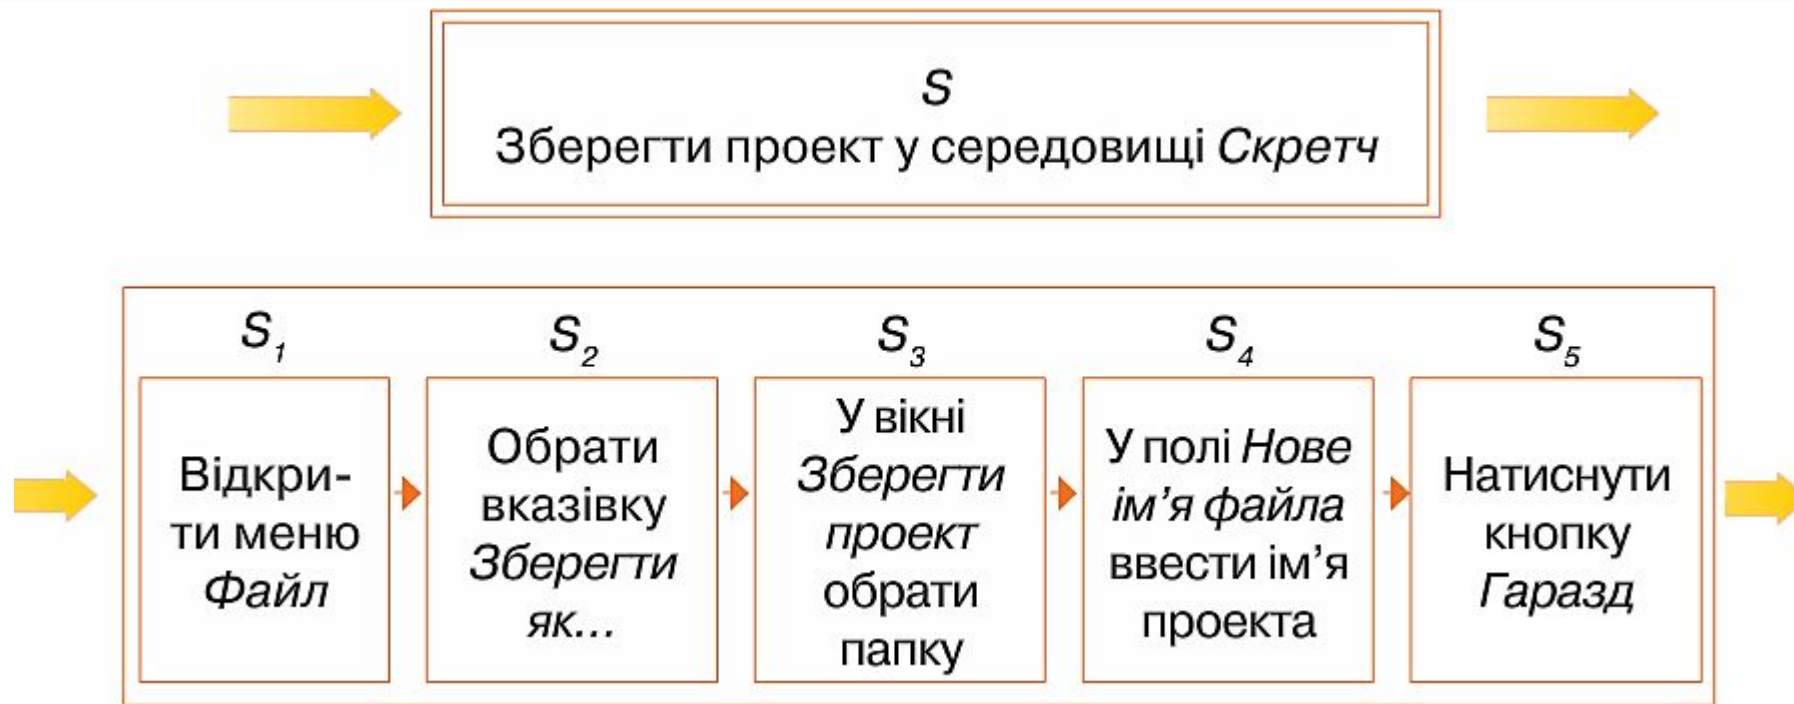 S
Зберегти проект у середовищі Скретч
S1
Відкри-
ти меню
Файл
S2
Обрати
вказівку
Зберегти
як...
S3
У вікні
Зберегти
проект
обрати
папку
S4
У полі Нове
ім’я файла
ввести ім’я
проекта
S5
Натиснути
кнопку
Гаразд